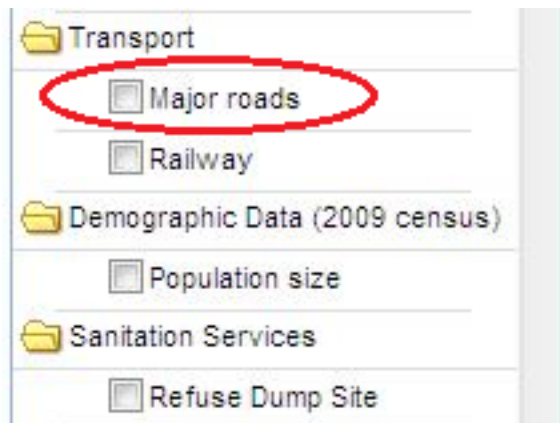 Transport
Major roads
Railway
Demographic Data (2009 census)
Population size
Sanitation Services
Refuse Dump Site